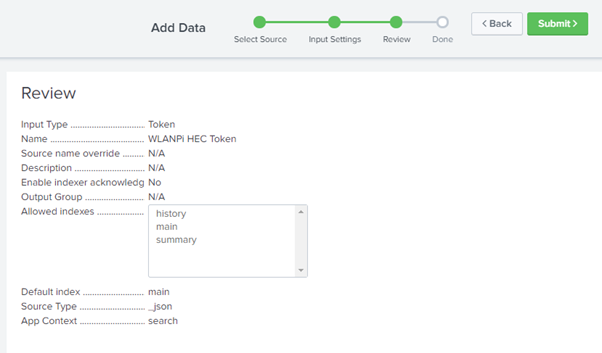 Add Data
Select Source
Input Settings
Review
Done
< Back
Submit >
Review
Input Type .............................. Token
Name ..................................... WLANPi HEC Token
Source name override ......... N/A
Description ............................ N/A
Enable indexer acknowledg No
Output Group ........................ N/A
Allowed indexes ...................
history
main
summary
Default index ......................... main
Source Type ........................... _json
App Context ........................... search